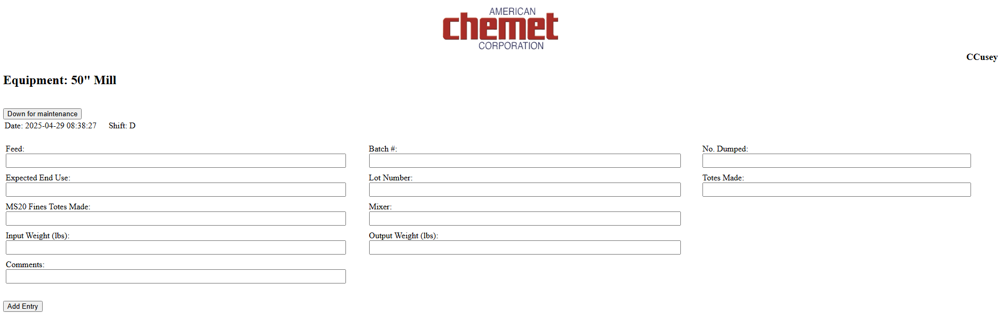 AMERICAN
chemet
CORPORATION
CCusey
Equipment: 50" Mill
Down for maintenance
Date: 2025-04-29 08:38:27 Shift: D
Feed: Batch #: No. Dumped:
Expected End Use: Lot Number: Totes Made:
MS20 Fines Totes Made: Mixer:
Input Weight (lbs): Output Weight (lbs):
Comments:
Add Entry